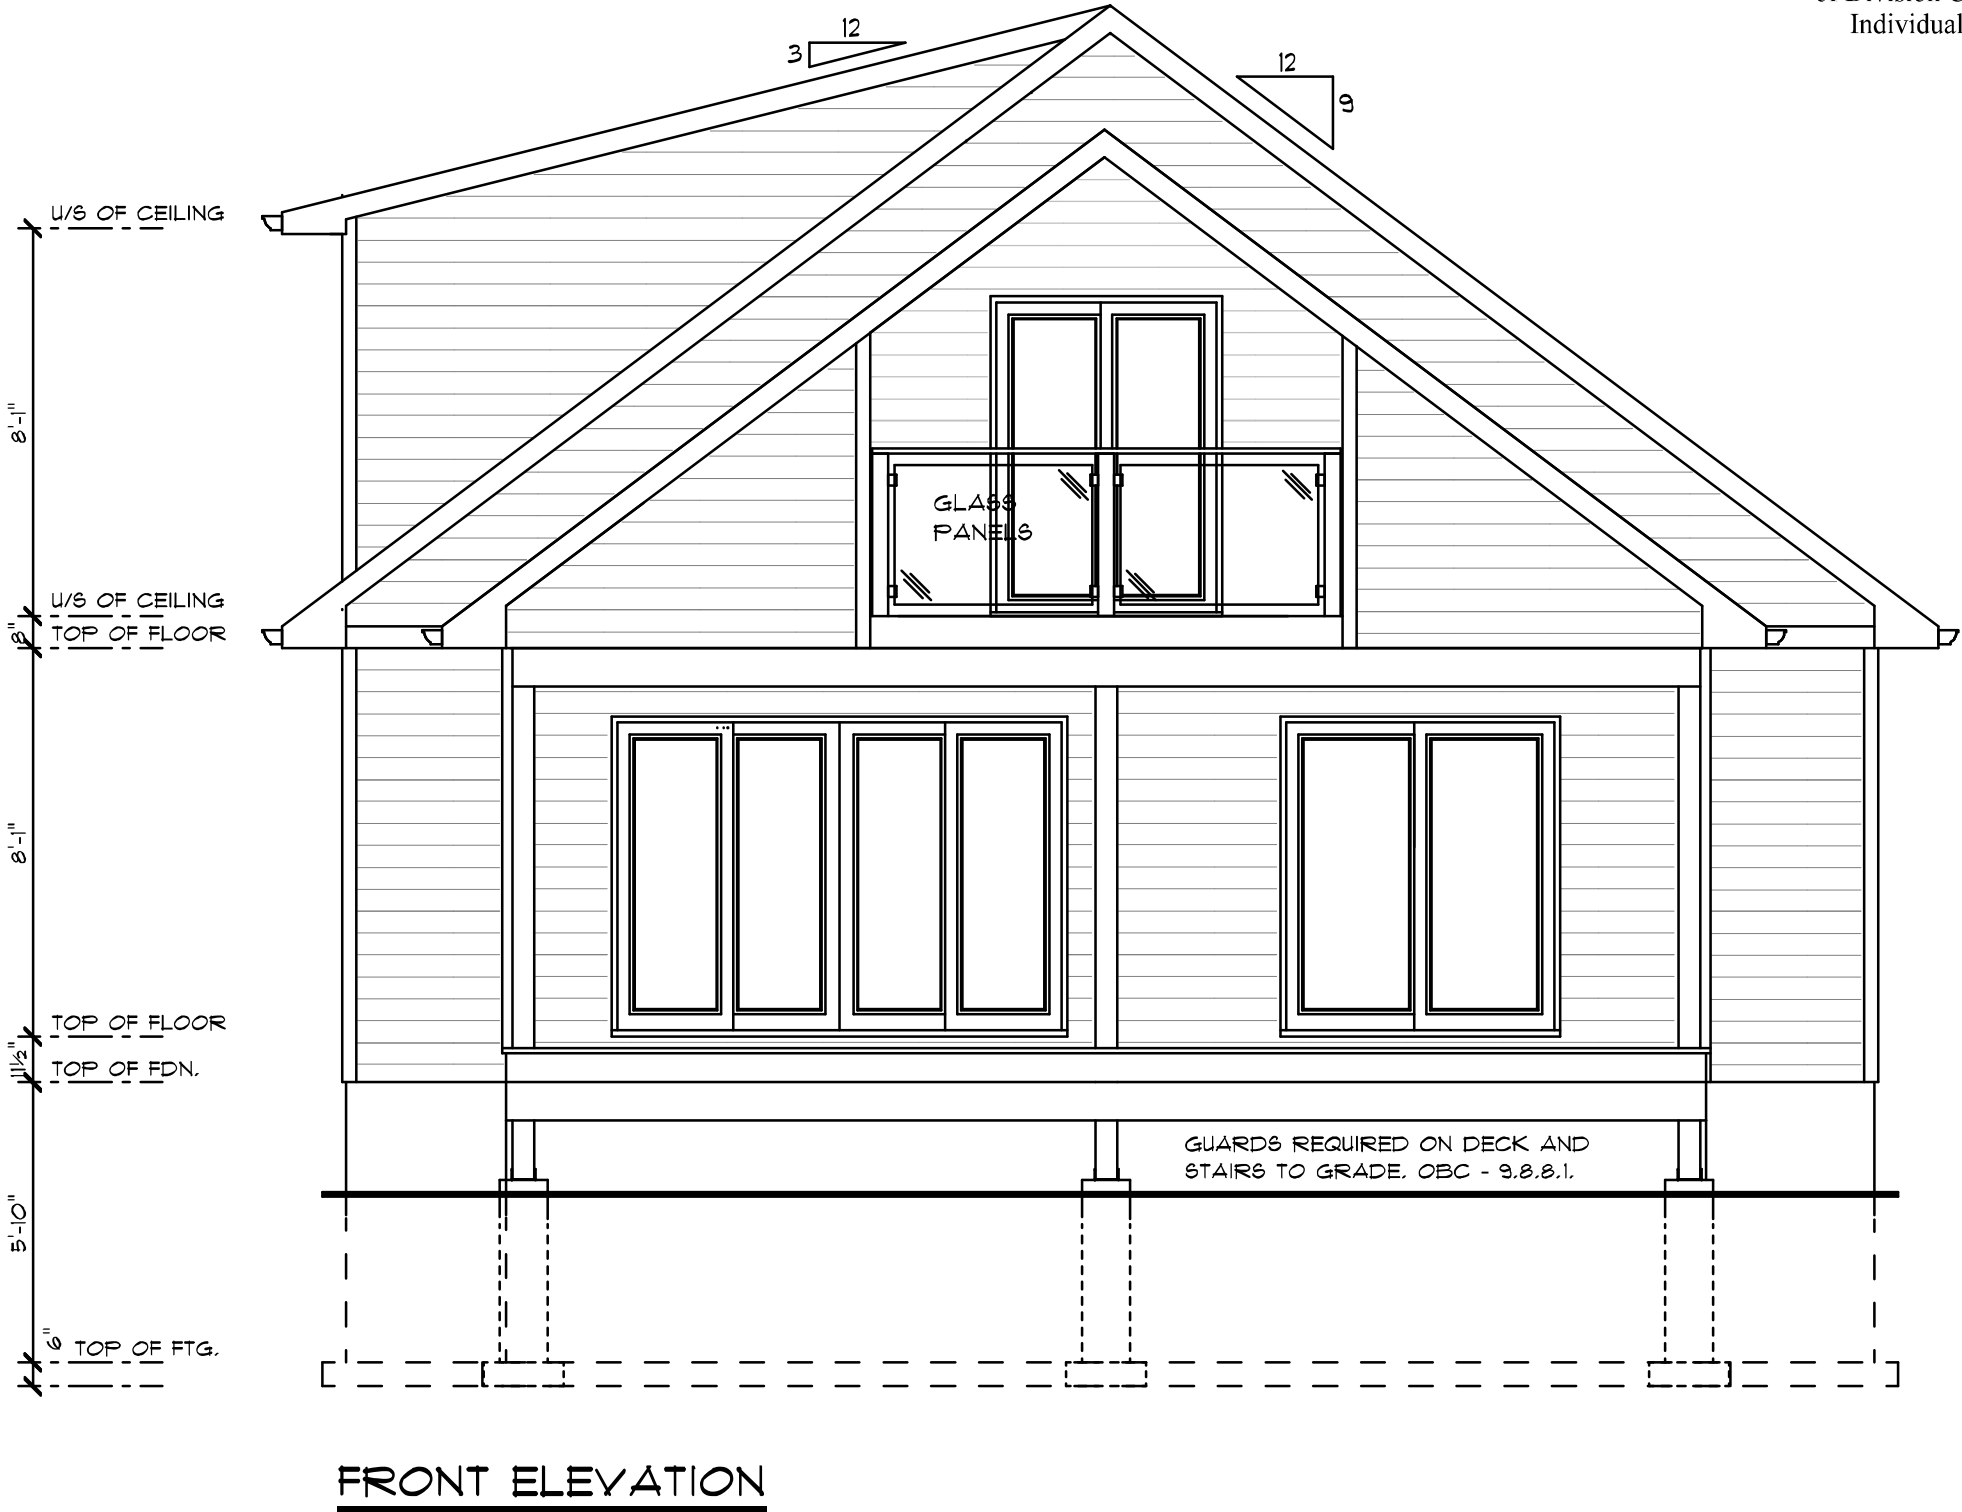 Individual
12
3
12
9
U/S OF CEILING
8'-1"
U/S OF CEILING
8"
TOP OF FLOOR
GLASS
PANELS
8'-1"
TOP OF FLOOR
11½"
TOP OF FDN.
GUARDS REQUIRED ON DECK AND
STAIRS TO GRADE. OBC - 9.8.8.1.
5'-10"
6"
TOP OF FTG.
FRONT ELEVATION